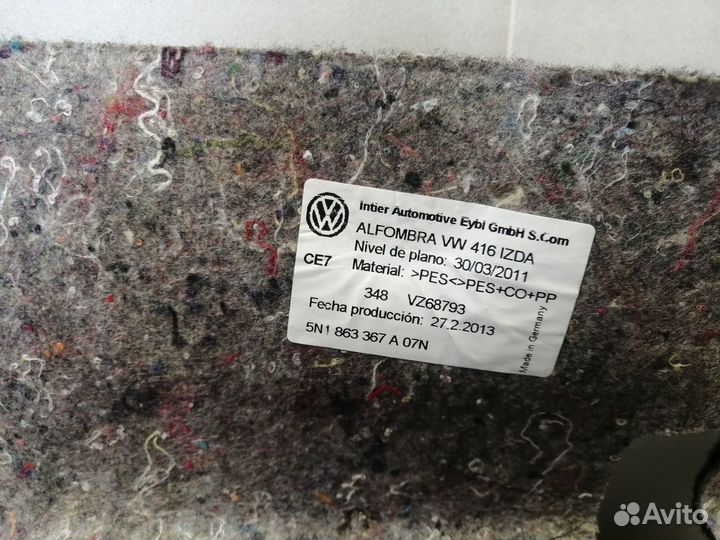 Intier Automotive Eybl GmbH S.Com
ALFOMBRA VW 416 IZDA
Nivel de plano: 30/03/2011
CE7
Material: >PES<>PES+CO+PP
348 VZ68793
Fecha producción: 27.2.2013
5N1 863 367 A 07N
Made in Germany
Avito